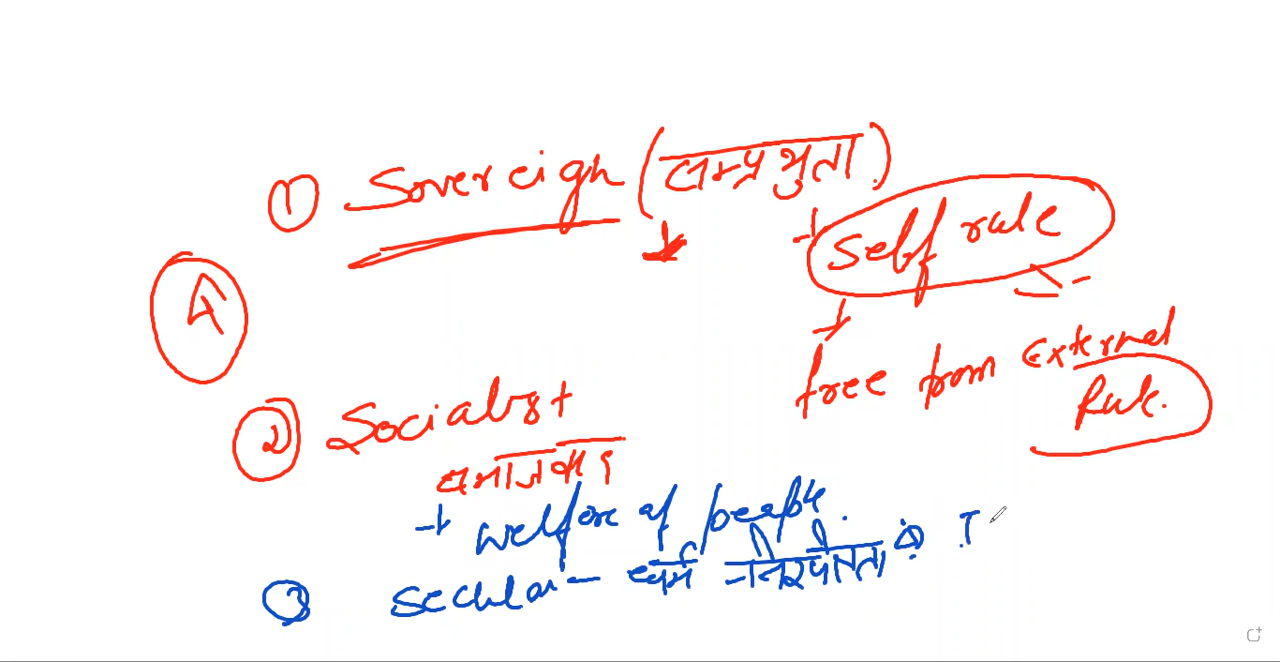 ① Sovereign (सम्प्रभुता)
→ Self rule
→ free from external Rule.
4
② Socialist
समाजवाद
→ welfare of people.
③ Secular - धर्म निरपेक्षता